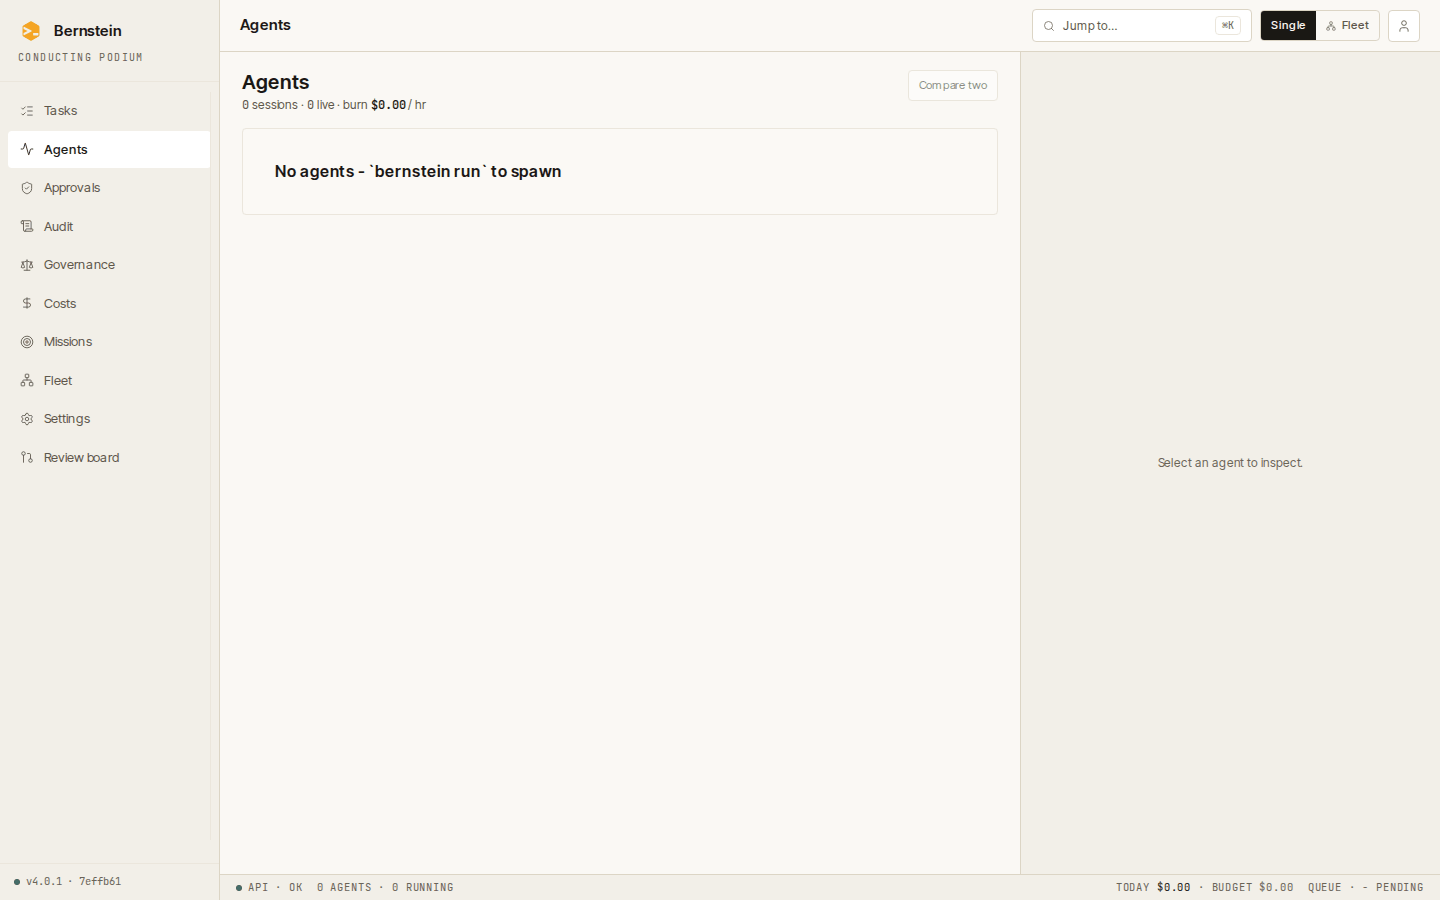 Bernstein
CONDUCTING PODIUM
Tasks
Agents
Approvals
Audit
Governance
Costs
Missions
Fleet
Settings
Review board
v4.0.1 · 7effb61
Agents
Jump to...
⌘K
Single
Fleet
Agents
0 sessions · 0 live · burn $0.00 / hr
Compare two
No agents - `bernstein run` to spawn
Select an agent to inspect.
API · OK 0 AGENTS · 0 RUNNING
TODAY $0.00 · BUDGET $0.00 QUEUE · - PENDING